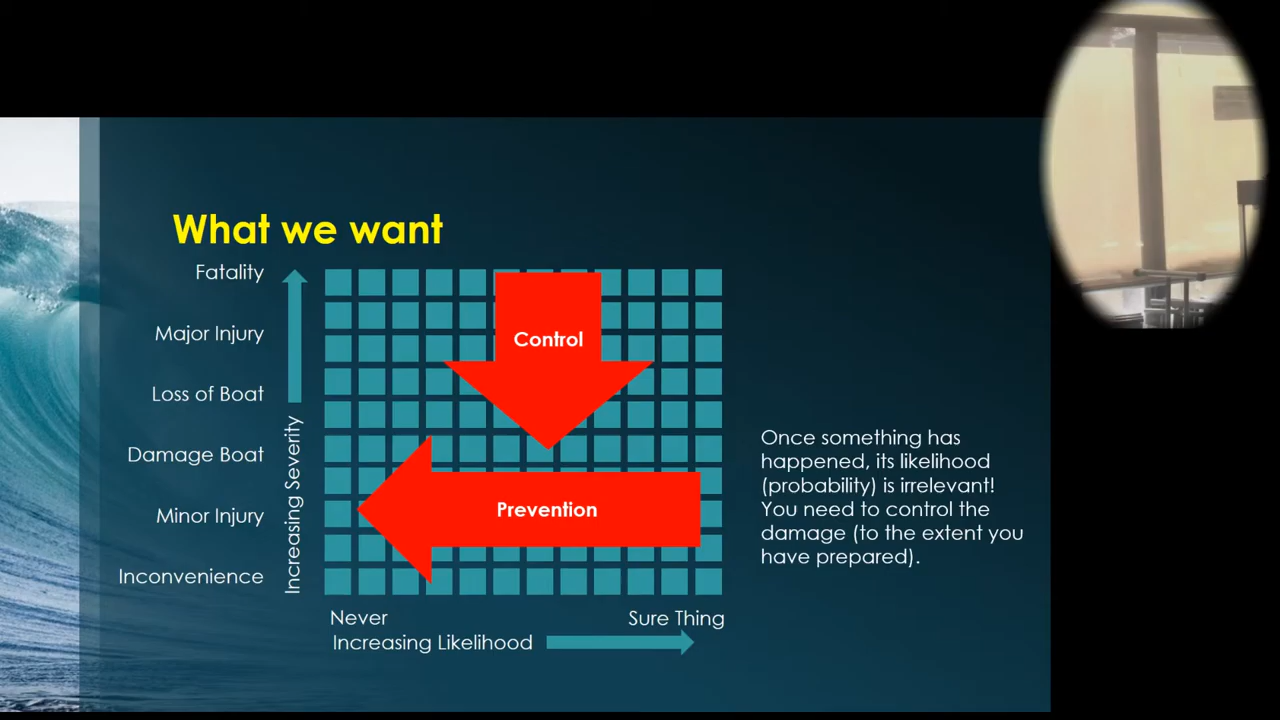 What we want
Fatality
Major Injury
Loss of Boat
Damage Boat
Minor Injury
Inconvenience
Increasing Severity
Control
Prevention
Never
Sure Thing
Increasing Likelihood
Once something has
happened, its likelihood
(probability) is irrelevant!
You need to control the
damage (to the extent you
have prepared).